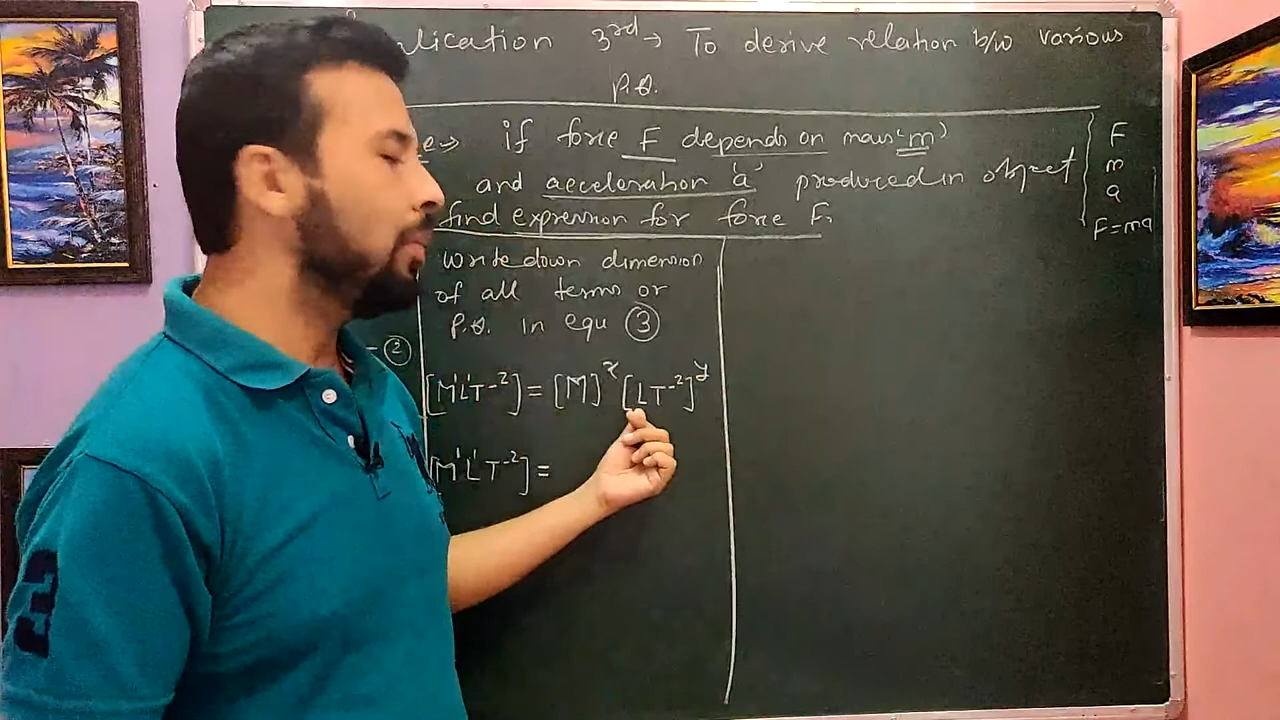 lication 3rd → To derive relation b/w various
P.Q.
e → if force F depends on mass 'm'
and acceleration 'a' produced in object
find expression for force F.
F
m
a
F=ma
Write down dimension
of all terms or
P.Q. in equ ③
- ②
[M¹L¹T⁻²] = [M]ˣ [LT⁻²]ʸ
[M¹L¹T⁻²] =
3